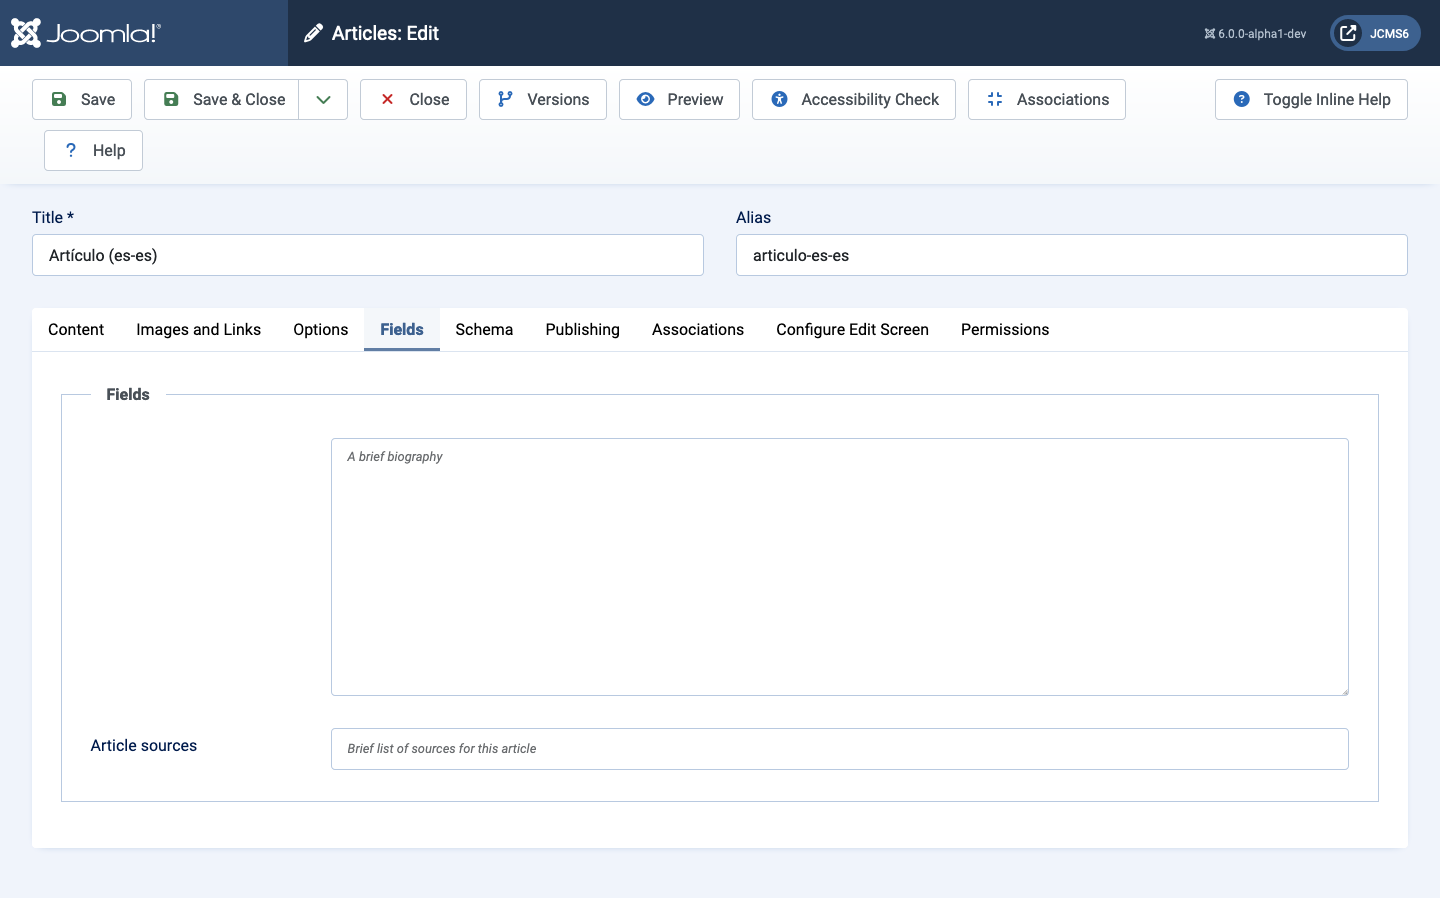 Joomla!®
Articles: Edit
6.0.0-alpha1-dev
JCMS6
Save
Save & Close
Close
Versions
Preview
Accessibility Check
Associations
Toggle Inline Help
? Help
Title *
Alias
Artículo (es-es)
articulo-es-es
Content
Images and Links
Options
Fields
Schema
Publishing
Associations
Configure Edit Screen
Permissions
Fields
A brief biography
Article sources
Brief list of sources for this article